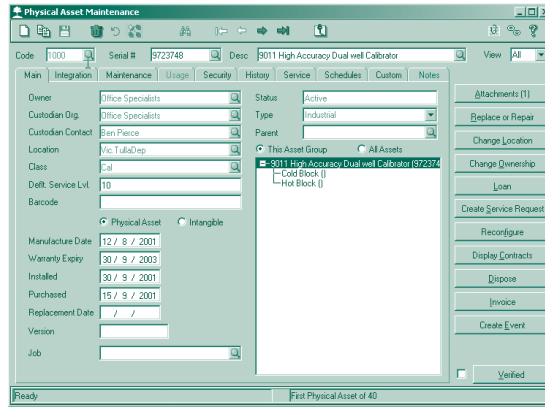 Physical Asset Maintenance
Code 1000 Serial # 9723748 Desc 9011 High Accuracy Dual well Calibrator View All
Main Integration Maintenance Usage Security History Service Schedules Custom Notes
Owner Office Specialists
Custodian Org. Office Specialists
Custodian Contact Ben Pierce
Location Vic.TullaDep
Class Cal
Deflt. Service Lvl. 10
Barcode
Physical Asset Intangible
Manufacture Date 12 / 8 / 2001
Warranty Expiry 30 / 9 / 2003
Installed 30 / 9 / 2001
Purchased 15 / 9 / 2001
Replacement Date / /
Version
Job
Status Active
Type Industrial
Parent
This Asset Group All Assets
9011 High Accuracy Dual well Calibrator (972374
Cold Block ()
Hot Block ()
Attachments (1)
Replace or Repair
Change Location
Change Ownership
Loan
Create Service Request
Reconfigure
Display Contracts
Dispose
Invoice
Create Event
Verified
Ready First Physical Asset of 40